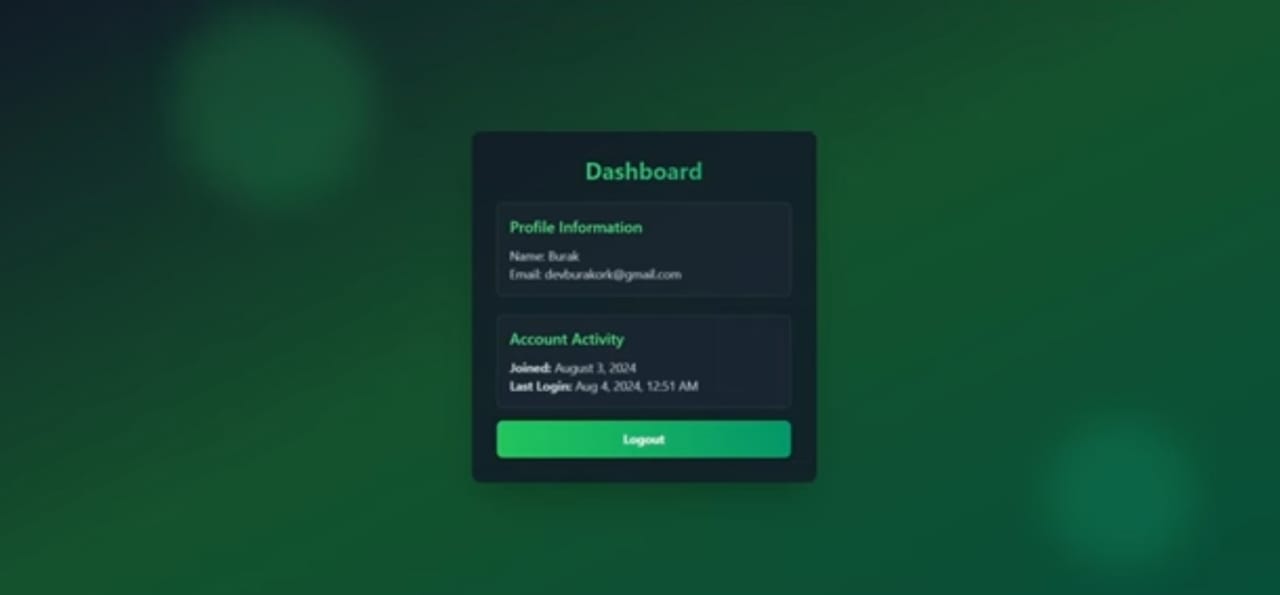 Dashboard
Profile Information
Name: Burak
Email: devburakork@gmail.com
Account Activity
Joined: August 3, 2024
Last Login: Aug 4, 2024, 12:51 AM
Logout